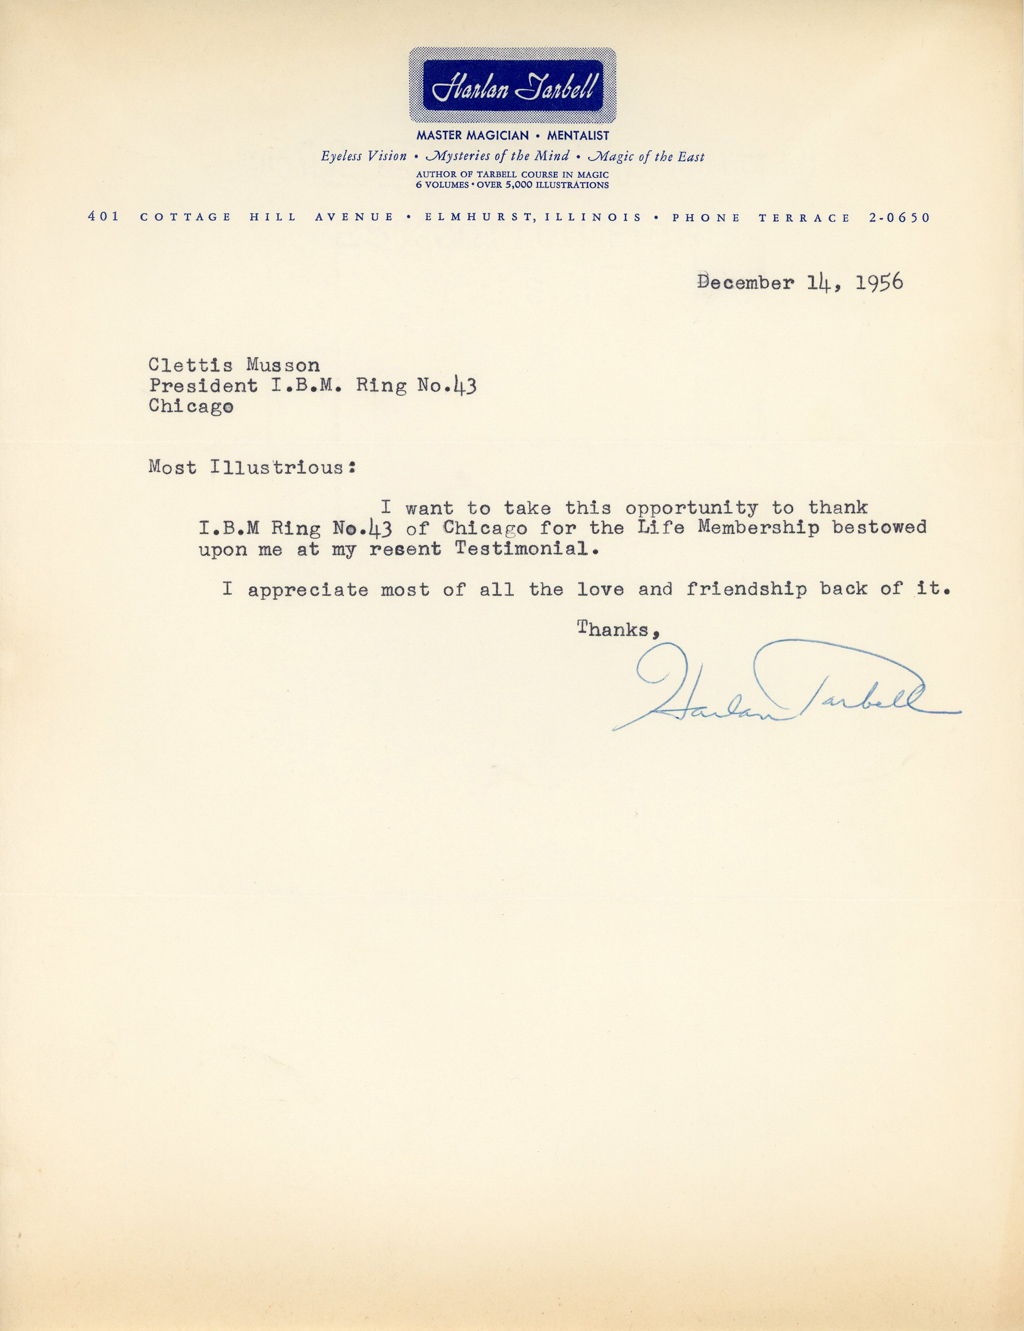 Harlan Tarbell
MASTER MAGICIAN • MENTALIST
Eyeless Vision • Mysteries of the Mind • Magic of the East
AUTHOR OF TARBELL COURSE IN MAGIC
6 VOLUMES • OVER 5,000 ILLUSTRATIONS
401 COTTAGE HILL AVENUE • ELMHURST, ILLINOIS • PHONE TERRACE 2-0650
December 14, 1956
Clettis Musson
President I.B.M. Ring No.43
Chicago
Most Illustrious:
I want to take this opportunity to thank
I.B.M Ring No.43 of Chicago for the Life Membership bestowed
upon me at my recent Testimonial.
I appreciate most of all the love and friendship back of it.
Thanks,
Harlan Tarbell